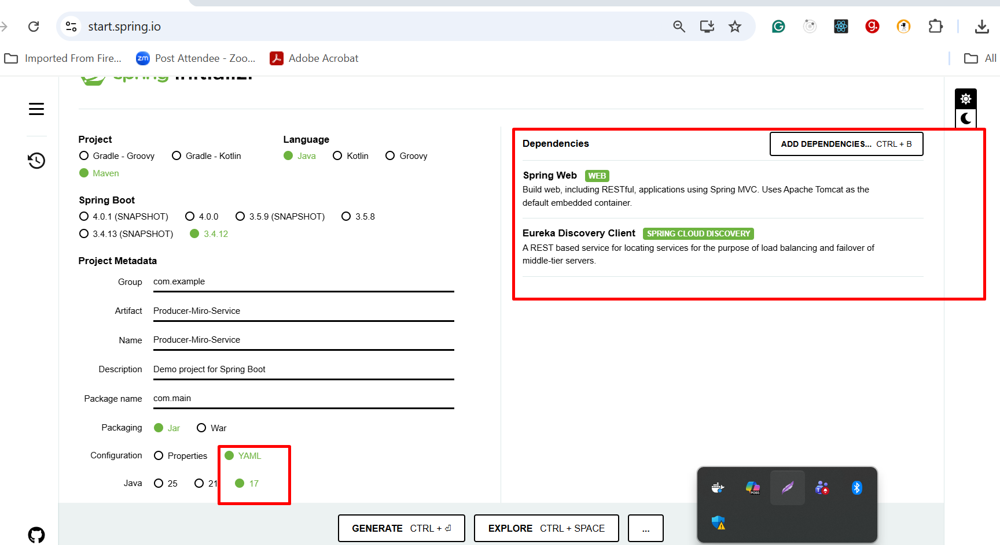 start.spring.io
Imported From Fire...
Post Attendee - Zoo...
Adobe Acrobat
All
spring initializr
Project
Gradle - Groovy Gradle - Kotlin
Maven
Language
Java Kotlin Groovy
Spring Boot
4.0.1 (SNAPSHOT) 4.0.0 3.5.9 (SNAPSHOT) 3.5.8
3.4.13 (SNAPSHOT) 3.4.12
Project Metadata
Group com.example
Artifact Producer-Miro-Service
Name Producer-Miro-Service
Description Demo project for Spring Boot
Package name com.main
Packaging Jar War
Configuration Properties YAML
Java 25 21 17
Dependencies
ADD DEPENDENCIES... CTRL + B
Spring Web WEB
Build web, including RESTful, applications using Spring MVC. Uses Apache Tomcat as the
default embedded container.
Eureka Discovery Client SPRING CLOUD DISCOVERY
A REST based service for locating services for the purpose of load balancing and failover of
middle-tier servers.
GENERATE CTRL + ⏎
EXPLORE CTRL + SPACE
...